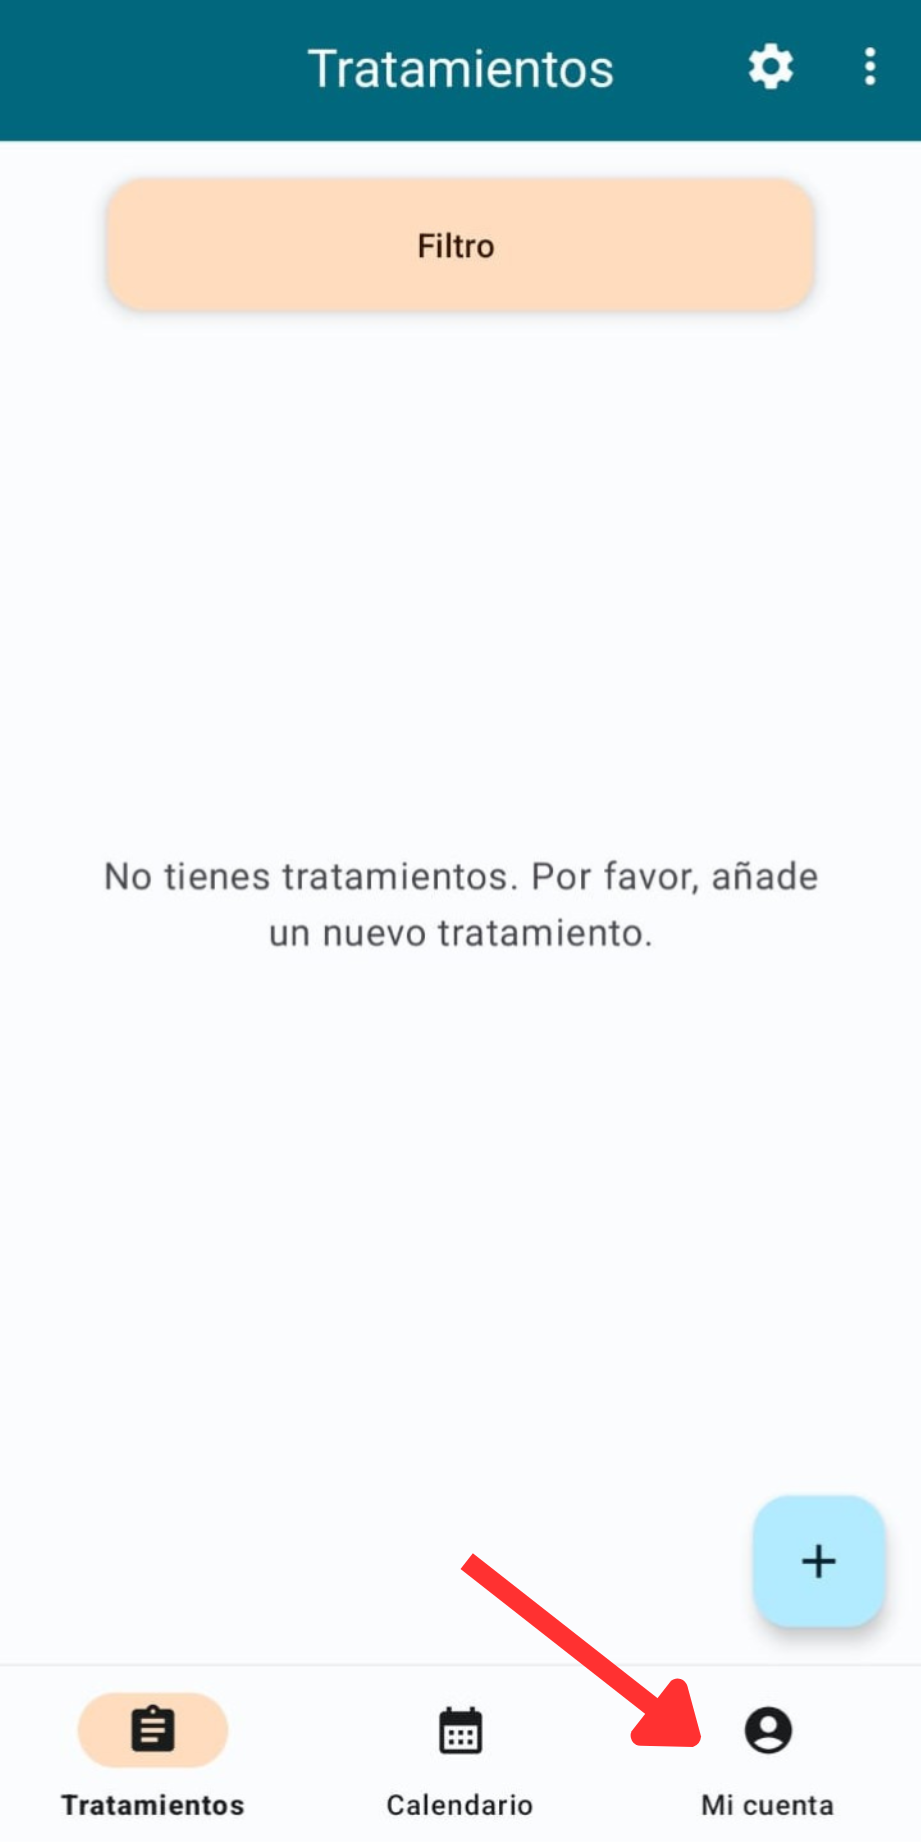 Tratamientos
Filtro
No tienes tratamientos. Por favor, añade
un nuevo tratamiento.
+
Tratamientos
Calendario
Mi cuenta